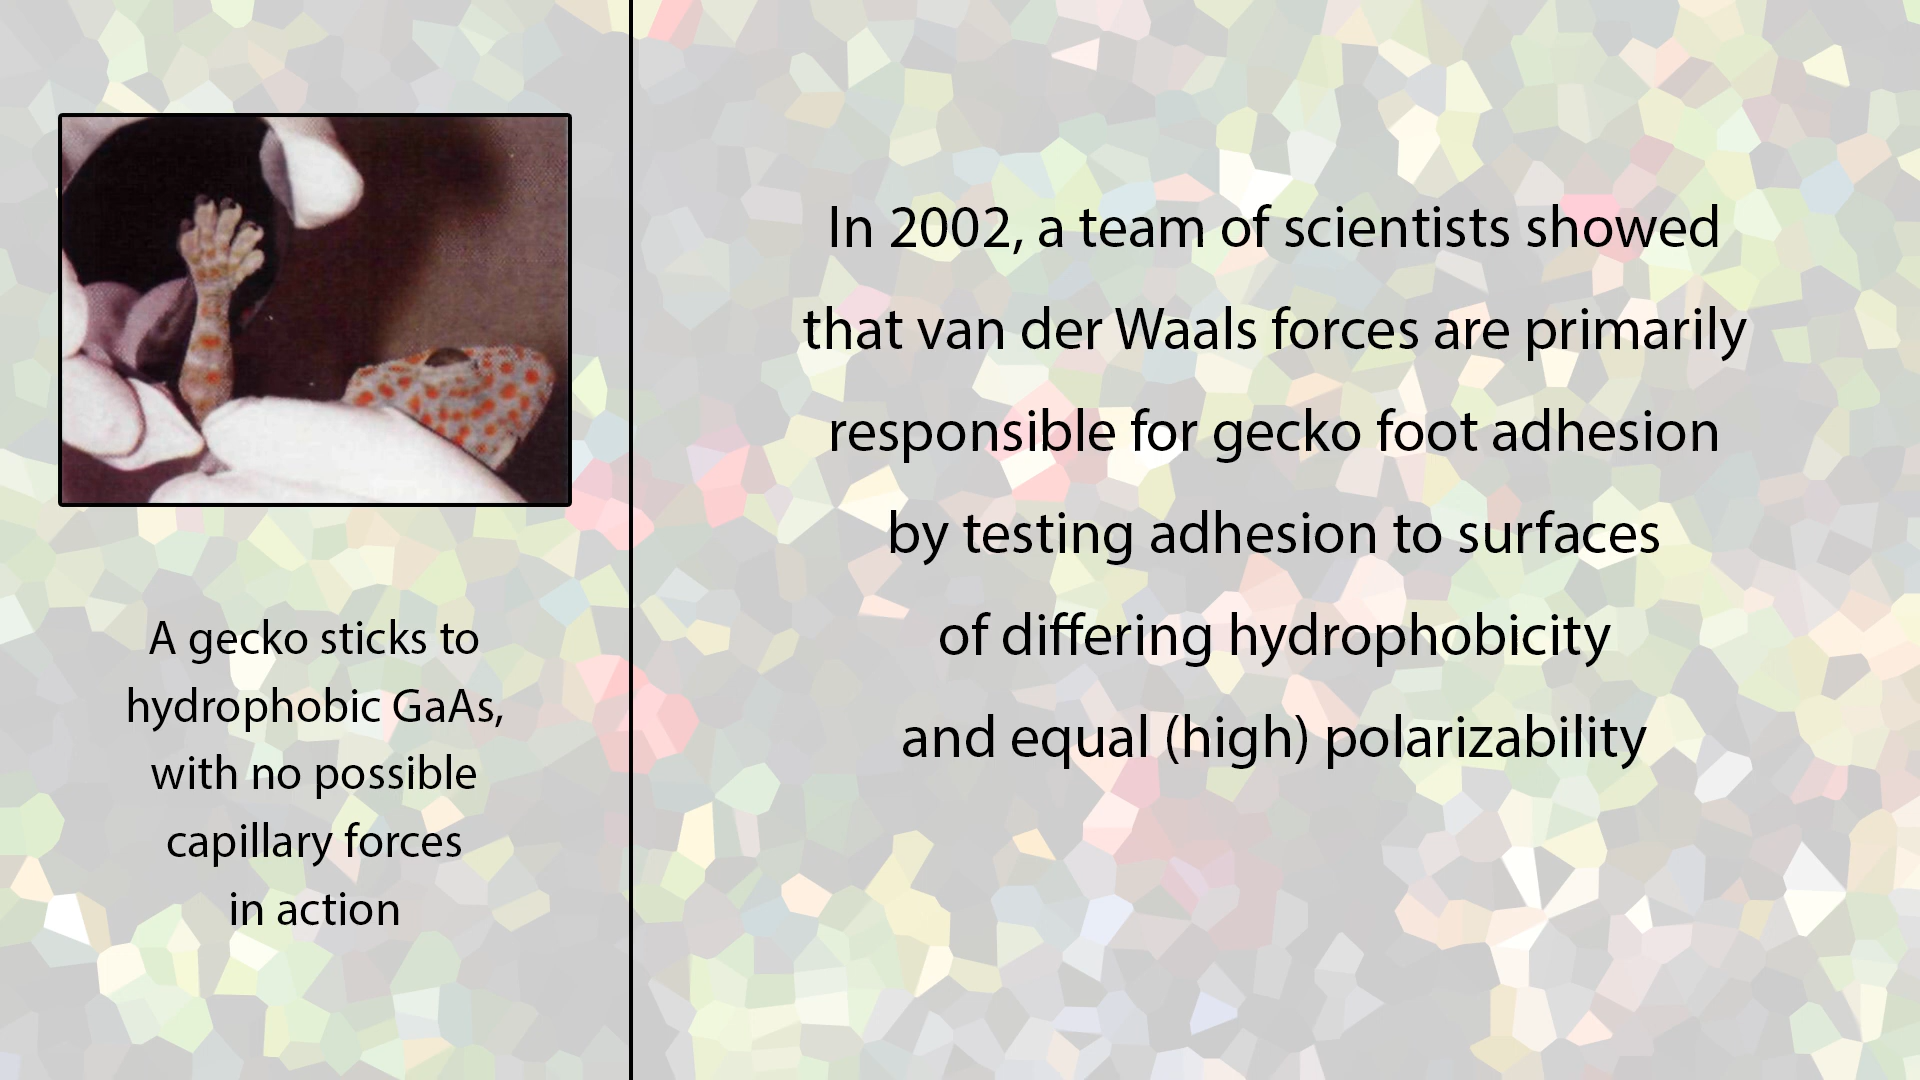 A gecko sticks to
hydrophobic GaAs,
with no possible
capillary forces
in action
In 2002, a team of scientists showed
that van der Waals forces are primarily
responsible for gecko foot adhesion
by testing adhesion to surfaces
of differing hydrophobicity
and equal (high) polarizability